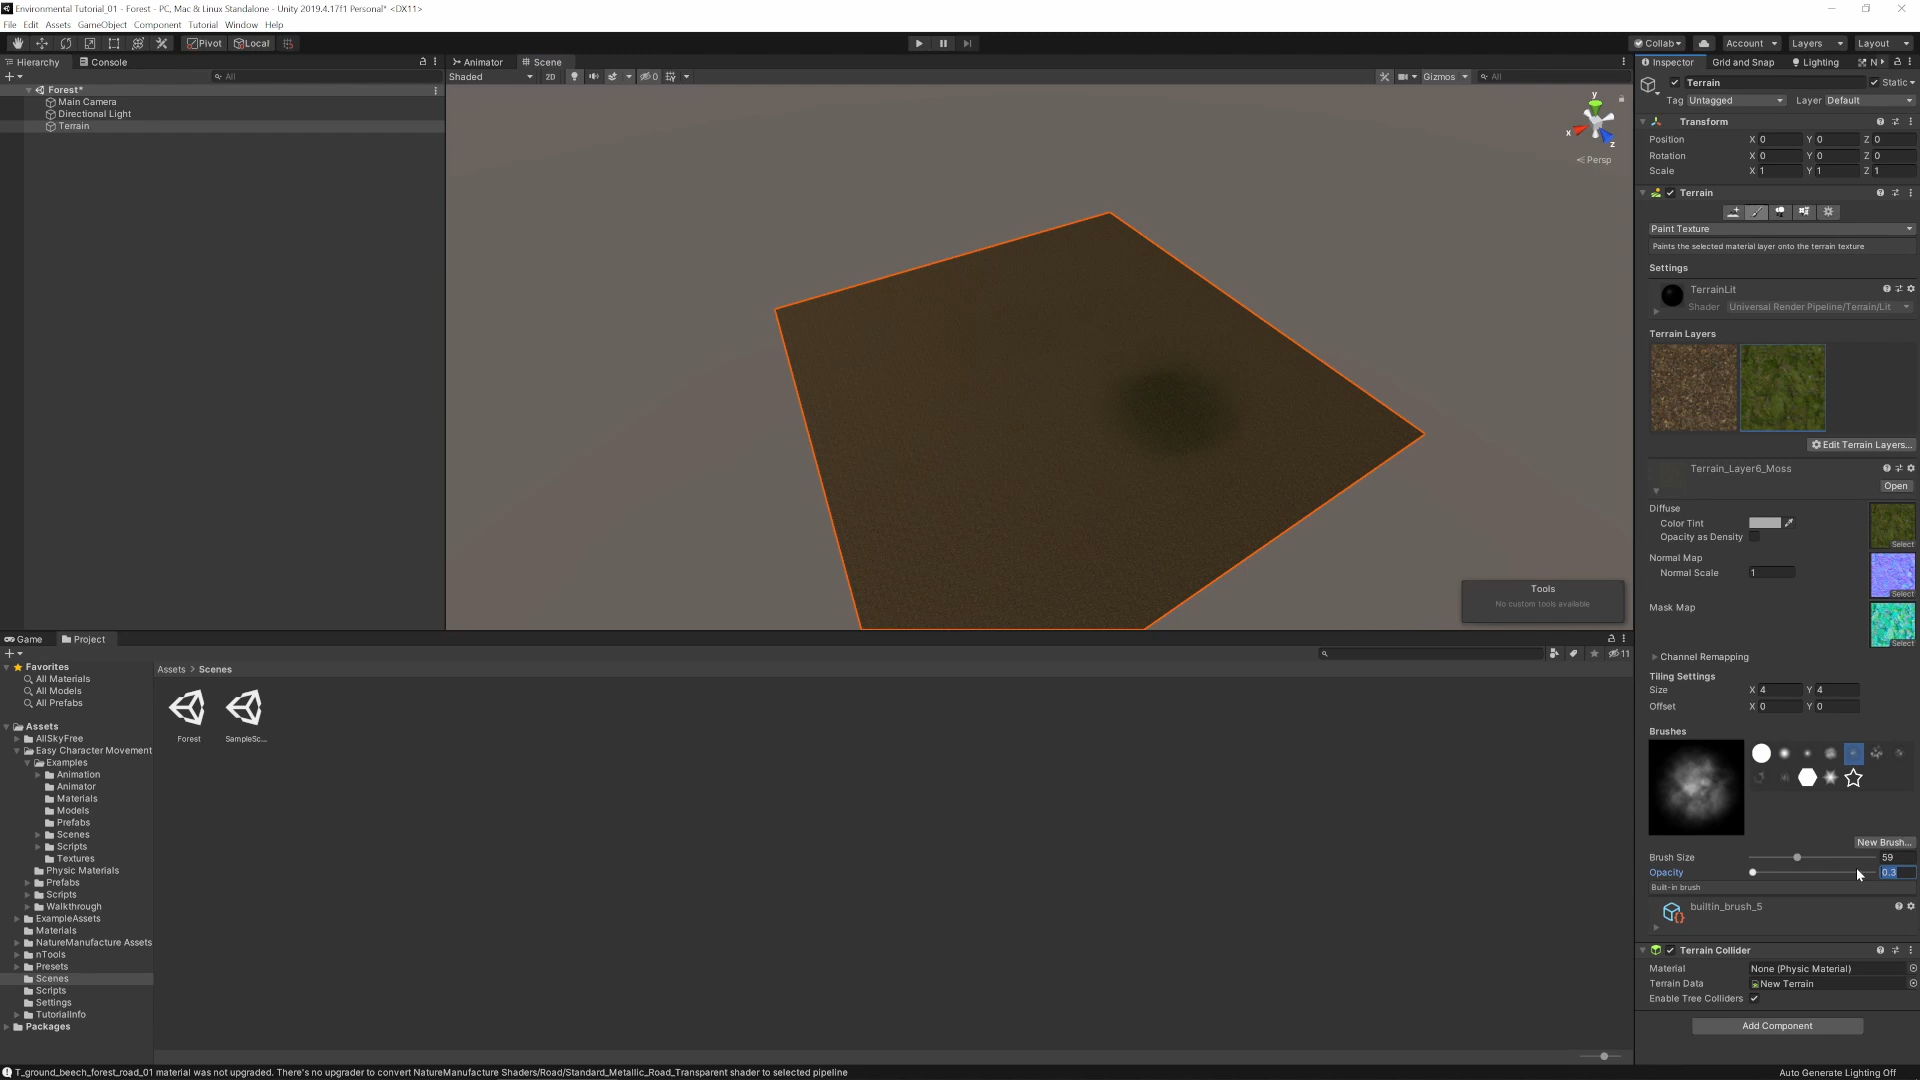 Environmental Tutorial_01 - Forest - PC, Mac & Linux Standalone - Unity 2019.4.17f1 Personal* <DX11>
File Edit Assets GameObject Component Tutorial Window Help
Pivot Local Collab Account Layers Layout
Hierarchy Console Animator Scene Inspector Grid and Snap Lighting N
All Shaded 2D 0 Gizmos All
Forest*
Main Camera
Directional Light
Terrain
y
x
z
Persp
Tools
No custom tools available
Terrain Static
Tag Untagged Layer Default
Transform
Position X 0 Y 0 Z 0
Rotation X 0 Y 0 Z 0
Scale X 1 Y 1 Z 1
Terrain
Paint Texture
Paints the selected material layer onto the terrain texture
Settings
TerrainLit
Shader Universal Render Pipeline/Terrain/Lit
Terrain Layers
Edit Terrain Layers...
Terrain_Layer6_Moss
Open
Diffuse
Color Tint
Opacity as Density
Select
Normal Map
Normal Scale 1
Select
Mask Map
Select
Channel Remapping
Tiling Settings
Size X 4 Y 4
Offset X 0 Y 0
Brushes
New Brush...
Brush Size 59
Opacity 0.3
Built-in brush
builtin_brush_5
Terrain Collider
Material None (Physic Material)
Terrain Data New Terrain
Enable Tree Colliders
Add Component
Game Project
11
Favorites
All Materials
All Models
All Prefabs
Assets
AllSkyFree
Easy Character Movement
Examples
Animation
Animator
Materials
Models
Prefabs
Scenes
Scripts
Textures
Physic Materials
Prefabs
Scripts
Walkthrough
ExampleAssets
Materials
NatureManufacture Assets
nTools
Presets
Scenes
Scripts
Settings
TutorialInfo
Packages
Assets > Scenes
Forest SampleSc...
T_ground_beech_forest_road_01 material was not upgraded. There's no upgrader to convert NatureManufacture Shaders/Road/Standard_Metallic_Road_Transparent shader to selected pipeline
Auto Generate Lighting Off